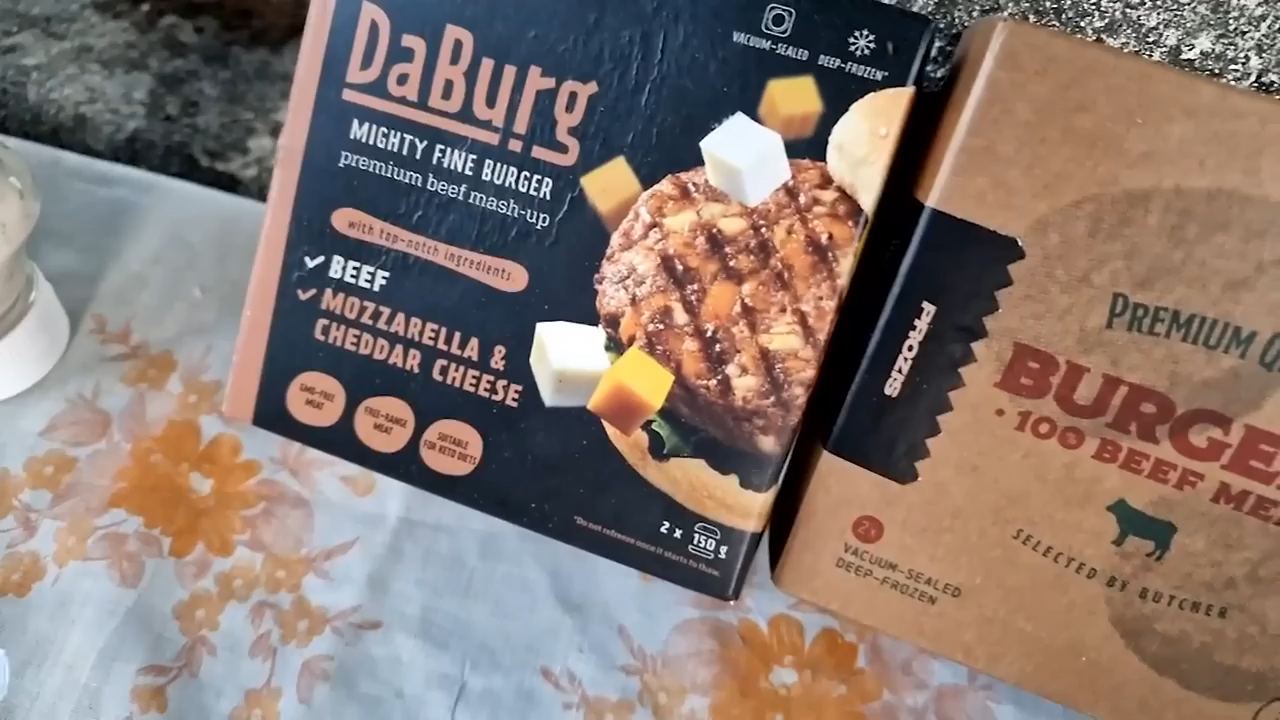 DaBurg
MIGHTY FINE BURGER
premium beef mash-up
with top-notch ingredients
BEEF
MOZZARELLA &
CHEDDAR CHEESE
GMO-FREE
MEAT
FREE-RANGE
MEAT
SUITABLE
FOR KETO DIETS
VACUUM-SEALED
DEEP-FROZEN*
*Do not refreeze once it starts to thaw.
2 x 150 g
PROZIS
PREMIUM
BURGE
• 100 BEEF
SELECTED BY BUTCHER
2x
VACUUM-SEALED
DEEP-FROZEN